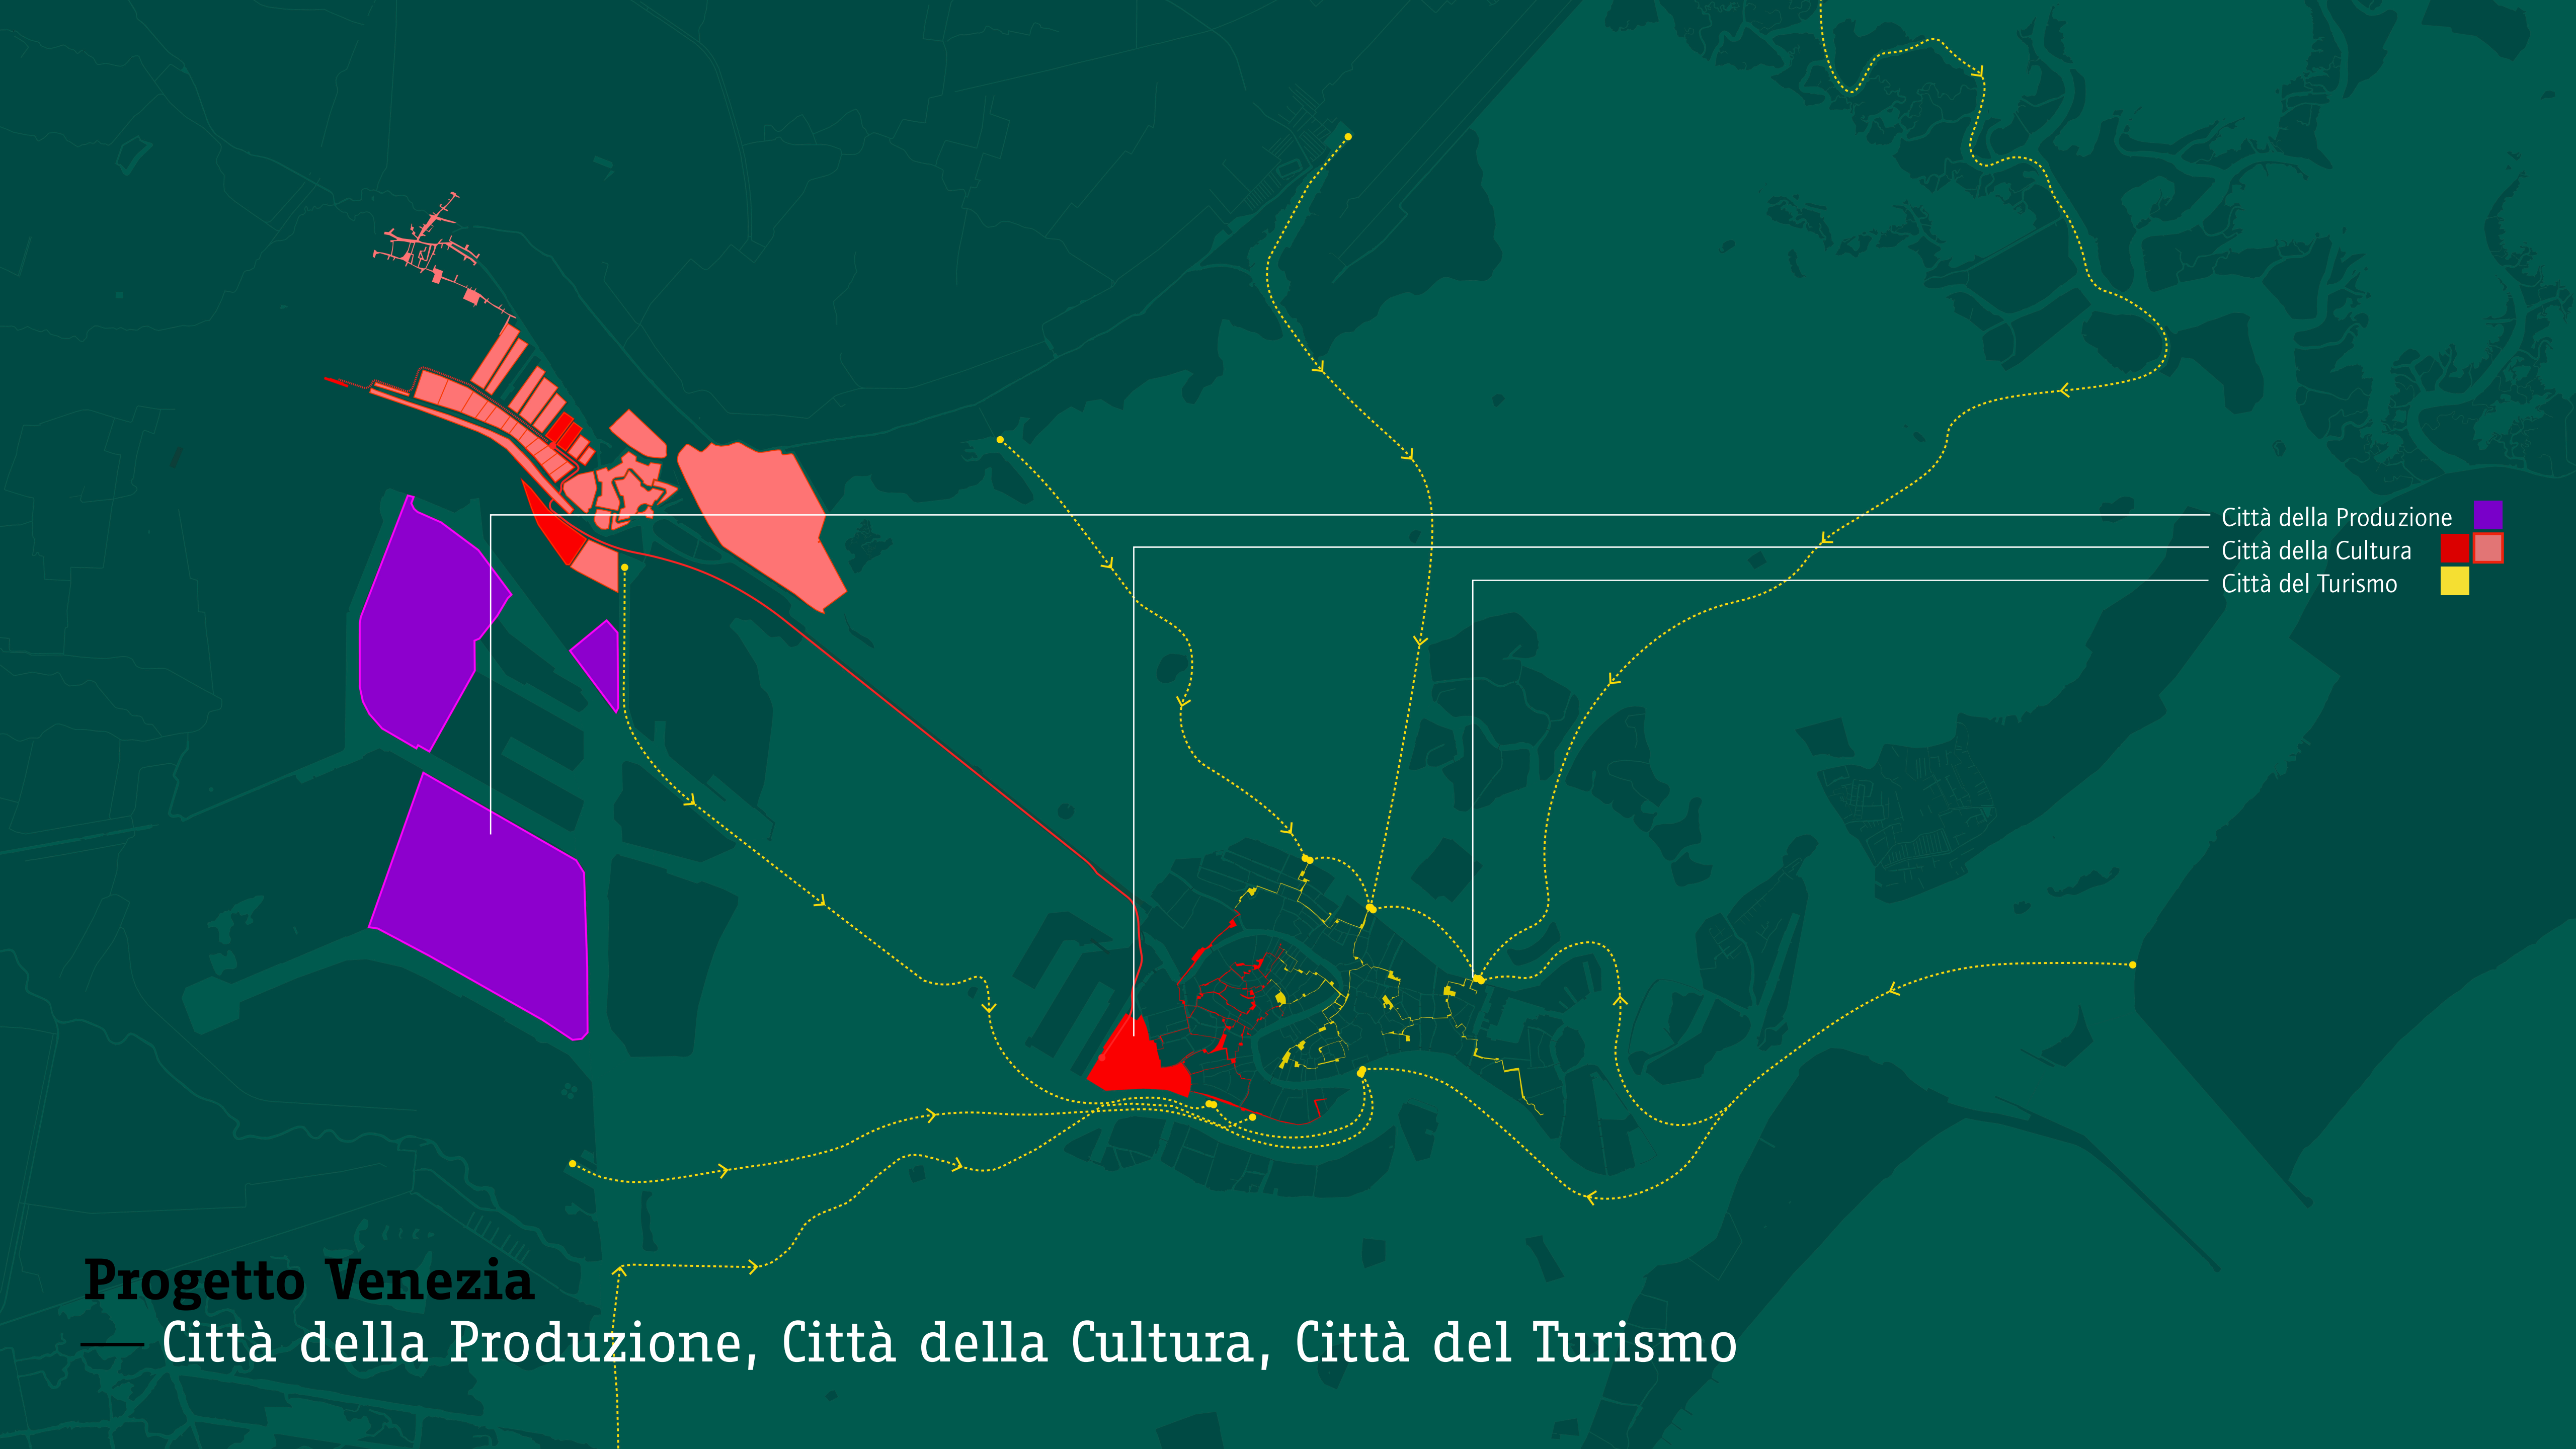 Città della Produzione
Città della Cultura
Città del Turismo
Progetto Venezia
— Città della Produzione, Città della Cultura, Città del Turismo